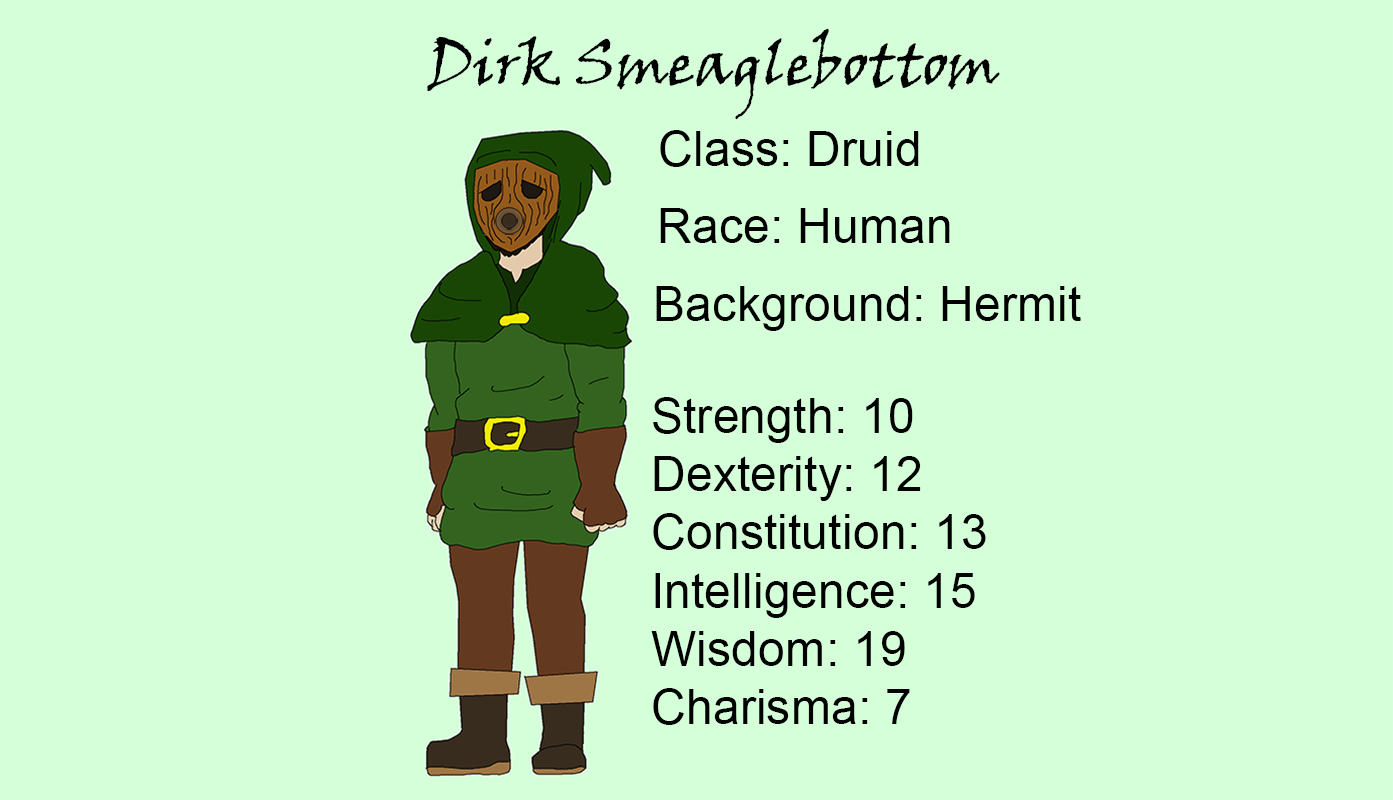 Dirk Smeaglebottom
Class: Druid
Race: Human
Background: Hermit
Strength: 10
Dexterity: 12
Constitution: 13
Intelligence: 15
Wisdom: 19
Charisma: 7